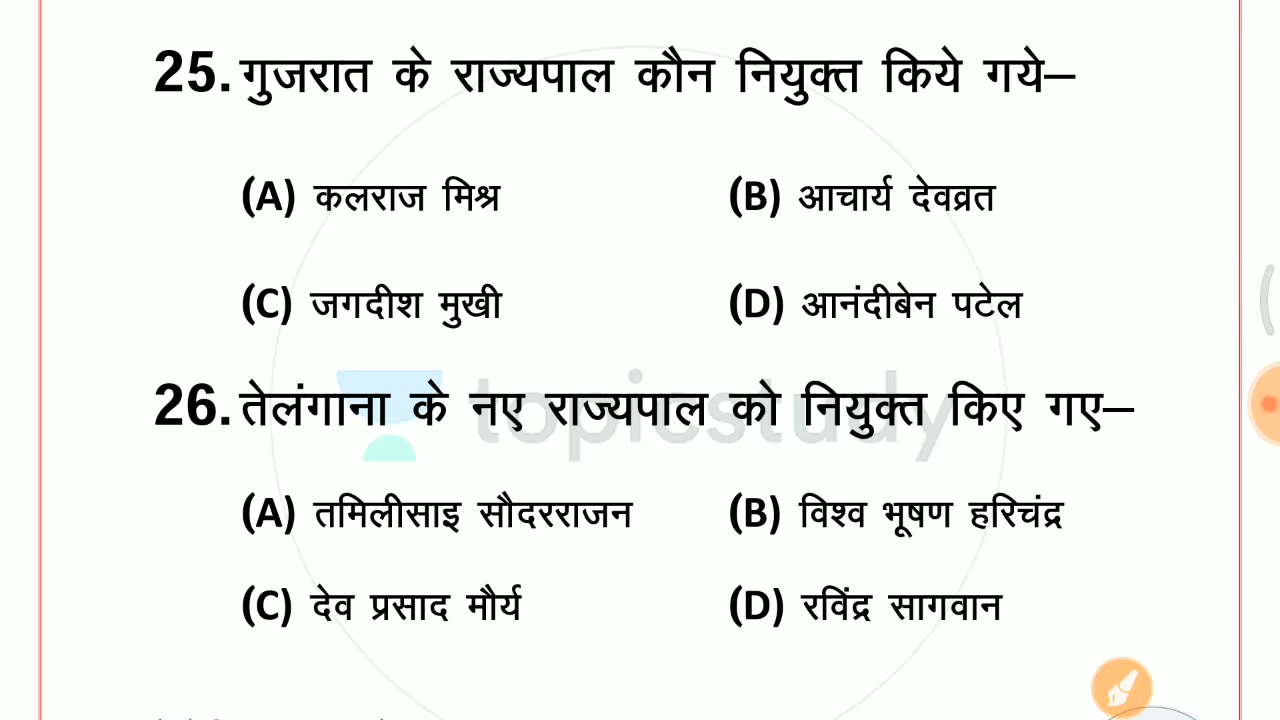 25. गुजरात के राज्यपाल कौन नियुक्त किये गये–
(A) कलराज मिश्र (B) आचार्य देवव्रत
(C) जगदीश मुखी (D) आनंदीबेन पटेल
topicstudy
26. तेलंगाना के नए राज्यपाल को नियुक्त किए गए–
(A) तमिलीसाइ सौदरराजन (B) विश्व भूषण हरिचंद्र
(C) देव प्रसाद मौर्य (D) रविंद्र सागवान